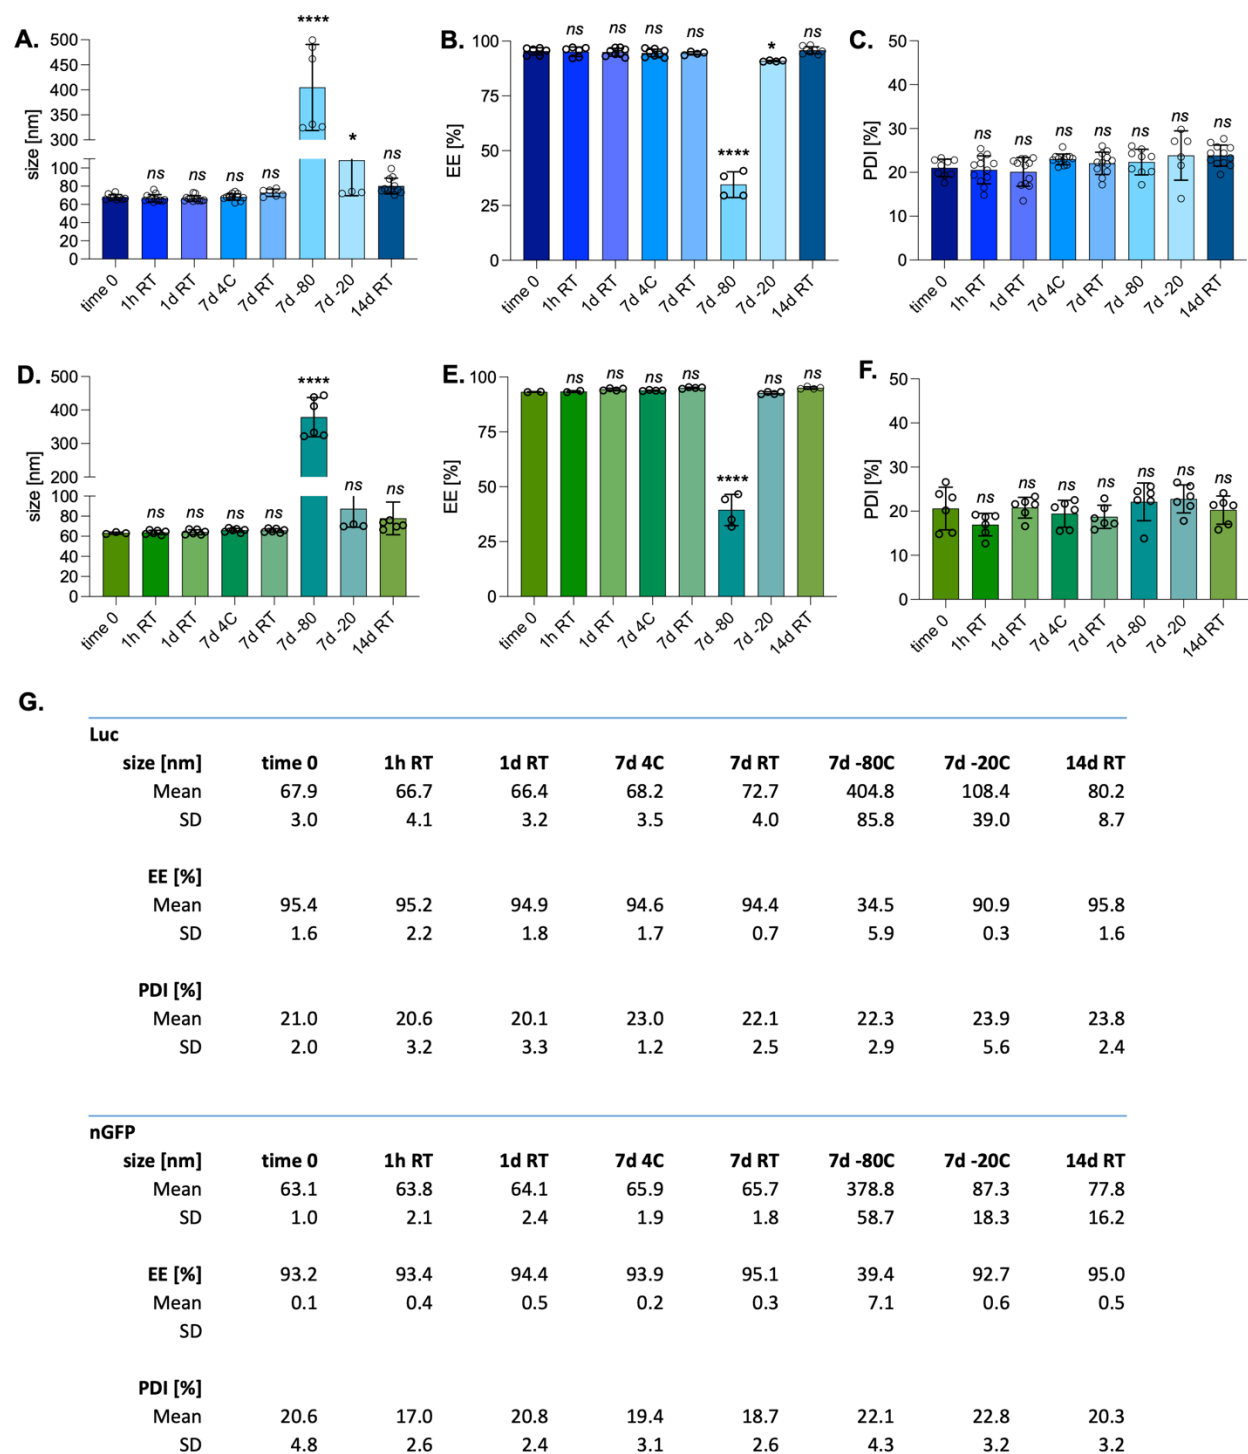 A.
size [nm]
500
450
400
350
300
100
80
60
40
20
0
ns ns ns ns **** * ns
time 0 1h RT 1d RT 7d 4C 7d RT 7d -80 7d -20 14d RT
B.
EE [%]
100
75
50
25
0
ns ns ns ns **** * ns
time 0 1h RT 1d RT 7d 4C 7d RT 7d -80 7d -20 14d RT
C.
PDI [%]
50
40
30
20
10
0
ns ns ns ns ns ns ns
time 0 1h RT 1d RT 7d 4C 7d RT 7d -80 7d -20 14d RT
D.
size [nm]
500
400
300
200
100
80
60
40
20
0
ns ns ns ns **** ns ns
time 0 1h RT 1d RT 7d 4C 7d RT 7d -80 7d -20 14d RT
E.
EE [%]
100
75
50
25
0
ns ns ns ns **** ns ns
time 0 1h RT 1d RT 7d 4C 7d RT 7d -80 7d -20 14d RT
F.
PDI [%]
50
40
30
20
10
0
ns ns ns ns ns ns ns
time 0 1h RT 1d RT 7d 4C 7d RT 7d -80 7d -20 14d RT
G.
Luc
size [nm] time 0 1h RT 1d RT 7d 4C 7d RT 7d -80C 7d -20C 14d RT
Mean 67.9 66.7 66.4 68.2 72.7 404.8 108.4 80.2
SD 3.0 4.1 3.2 3.5 4.0 85.8 39.0 8.7
EE [%]
Mean 95.4 95.2 94.9 94.6 94.4 34.5 90.9 95.8
SD 1.6 2.2 1.8 1.7 0.7 5.9 0.3 1.6
PDI [%]
Mean 21.0 20.6 20.1 23.0 22.1 22.3 23.9 23.8
SD 2.0 3.2 3.3 1.2 2.5 2.9 5.6 2.4
nGFP
size [nm] time 0 1h RT 1d RT 7d 4C 7d RT 7d -80C 7d -20C 14d RT
Mean 63.1 63.8 64.1 65.9 65.7 378.8 87.3 77.8
SD 1.0 2.1 2.4 1.9 1.8 58.7 18.3 16.2
EE [%] 93.2 93.4 94.4 93.9 95.1 39.4 92.7 95.0
Mean 0.1 0.4 0.5 0.2 0.3 7.1 0.6 0.5
SD
PDI [%]
Mean 20.6 17.0 20.8 19.4 18.7 22.1 22.8 20.3
SD 4.8 2.6 2.4 3.1 2.6 4.3 3.2 3.2